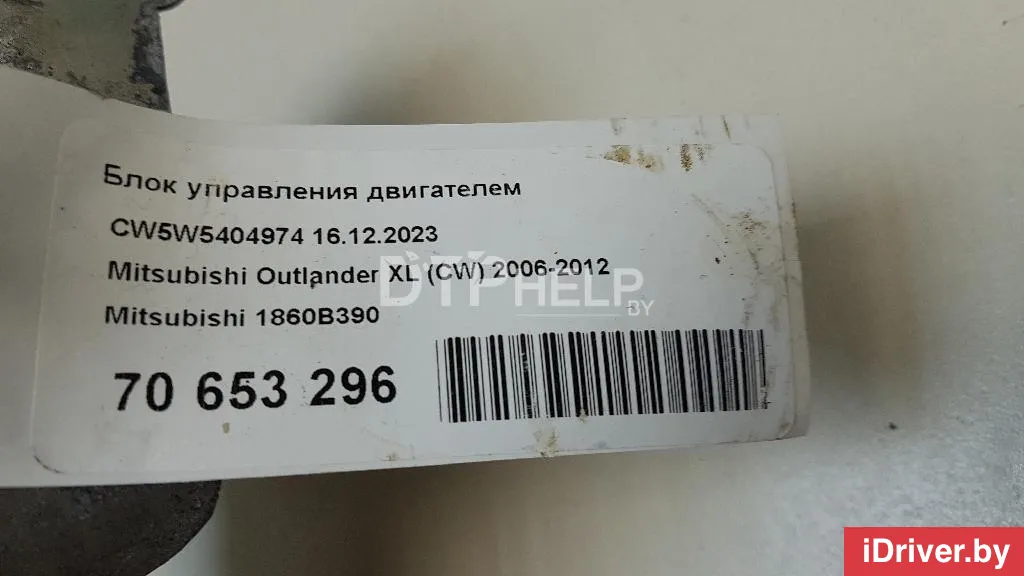 Блок управления двигателем
CW5W5404974 16.12.2023
Mitsubishi Outlander XL (CW) 2006-2012
DTPHELP.BY
Mitsubishi 1860B390
70 653 296
iDriver.by